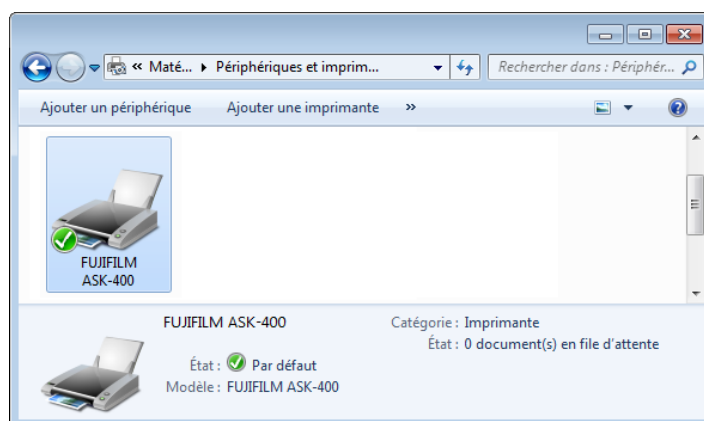 « Maté... ▸ Périphériques et imprim... Rechercher dans : Périphér...
Ajouter un périphérique Ajouter une imprimante »
FUJIFILM
ASK-400
FUJIFILM ASK-400 Catégorie : Imprimante
État : 0 document(s) en file d'attente
État : Par défaut
Modèle : FUJIFILM ASK-400